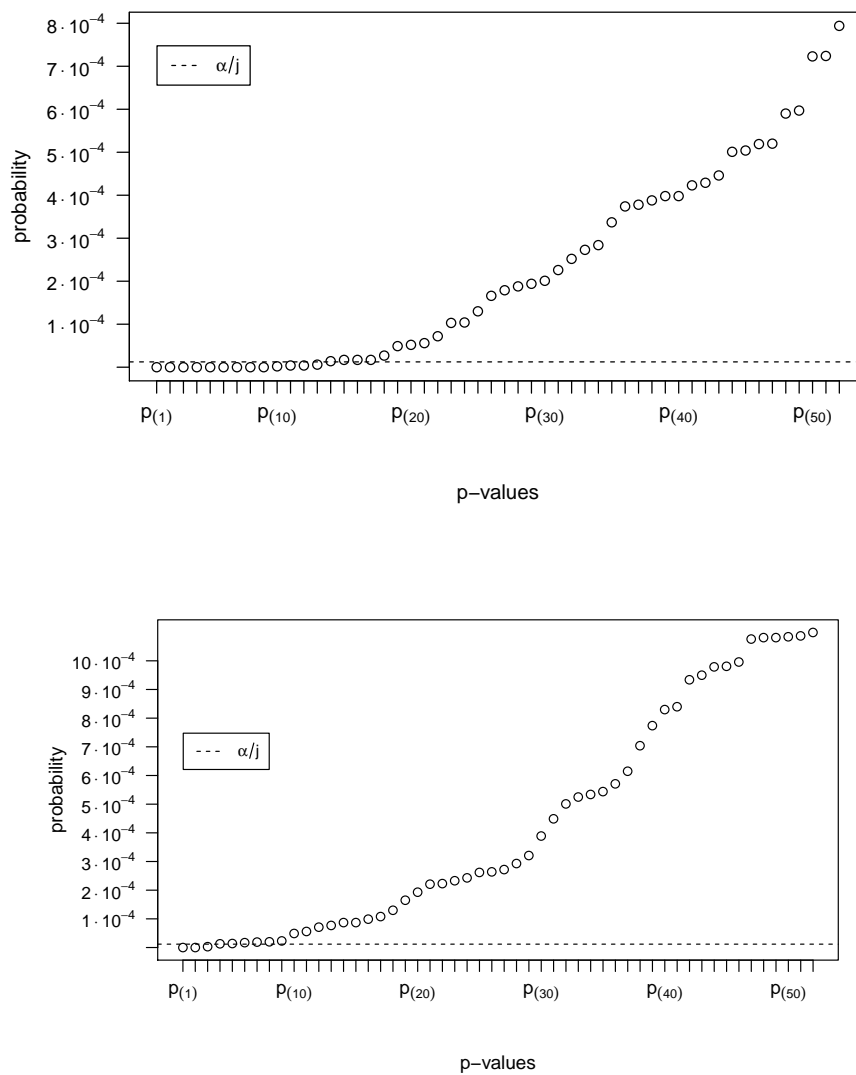 8·10⁻⁴
7·10⁻⁴
6·10⁻⁴
5·10⁻⁴
4·10⁻⁴
3·10⁻⁴
2·10⁻⁴
1·10⁻⁴
probability
α/j
p(1) p(10) p(20) p(30) p(40) p(50)
p−values
10·10⁻⁴
9·10⁻⁴
8·10⁻⁴
7·10⁻⁴
6·10⁻⁴
5·10⁻⁴
4·10⁻⁴
3·10⁻⁴
2·10⁻⁴
1·10⁻⁴
probability
α/j
p(1) p(10) p(20) p(30) p(40) p(50)
p−values